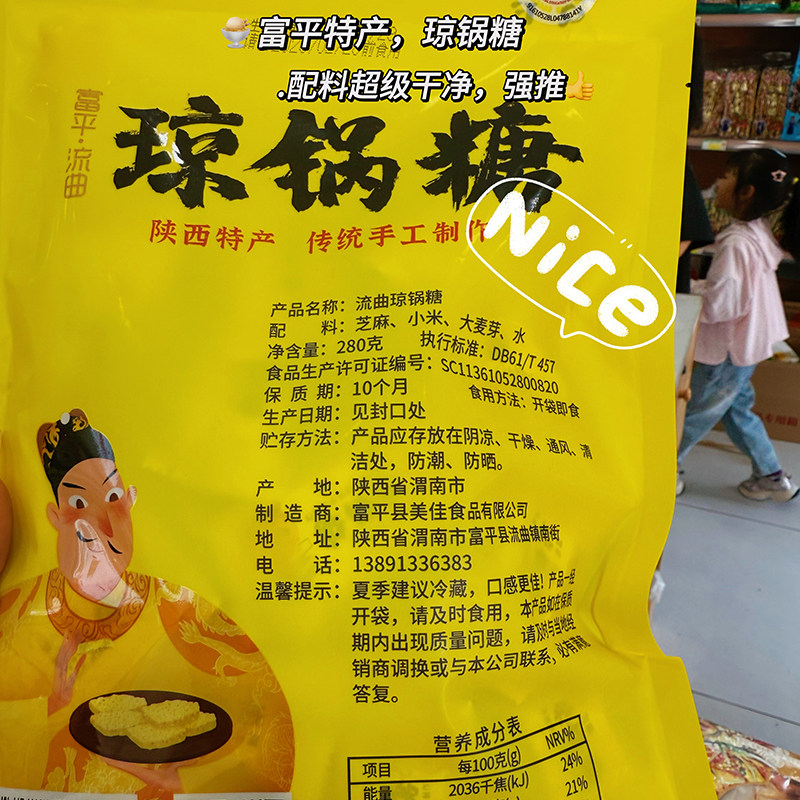 富平特产，琼锅糖
.配料超级干净，强推
富平·流曲
琼锅糖
陕西特产 传统手工制作
Nice
产品名称：流曲琼锅糖
配 料：芝麻、小米、大麦芽、水
净含量：280克 执行标准：DB61/T 457
食品生产许可证编号：SC11361052800820
保 质 期：10个月 食用方法：开袋即食
生产日期：见封口处
贮存方法：产品应存放在阴凉、干燥、通风、清
洁处，防潮、防晒。
产 地：陕西省渭南市
制 造 商：富平县美佳食品有限公司
地 址：陕西省渭南市富平县流曲镇南街
电 话：13891336383
温馨提示：夏季建议冷藏，口感更佳！产品一经
开袋，请及时食用，本产品如在保质
期内出现质量问题，请及时与当地经
销商调换或与本公司联系，必有满意
答复。
营养成分表
项目 每100克(g) NRV%
能量 2036千焦(kJ) 24%
21%